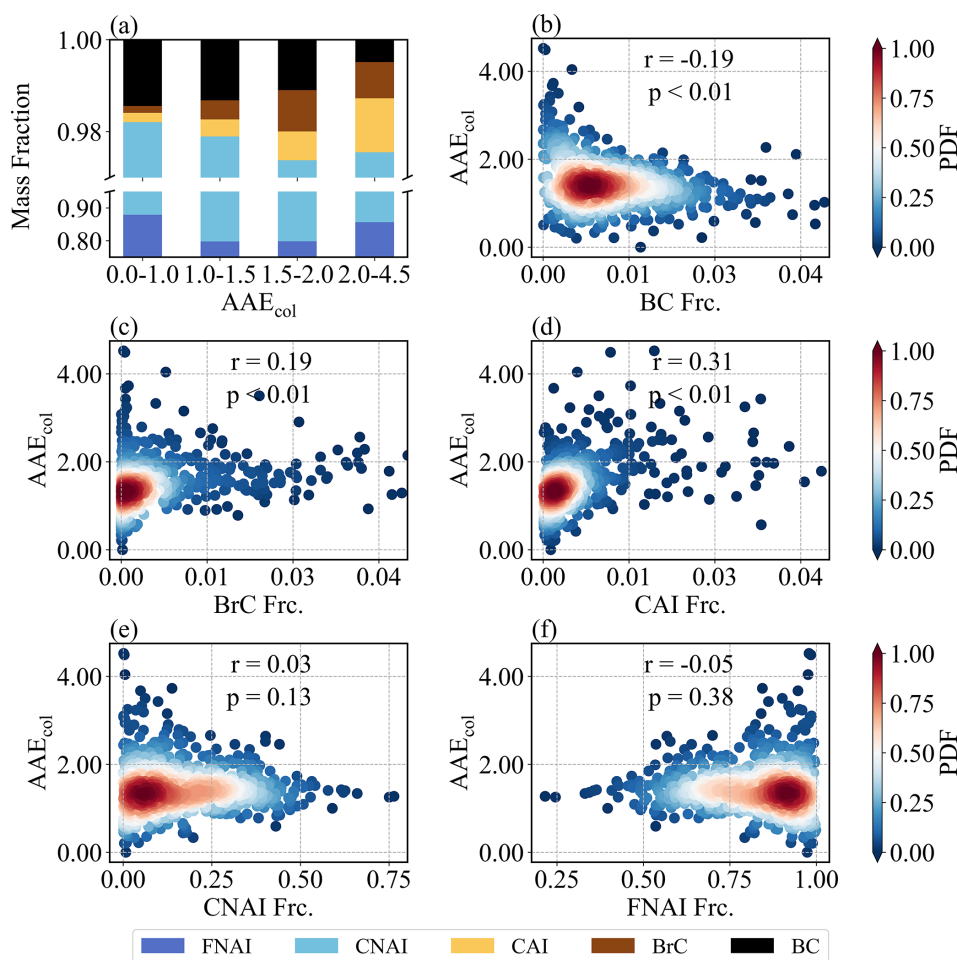 (a)
1.00
0.98
0.90
0.80
Mass Fraction
0.0-1.0 1.0-1.5 1.5-2.0 2.0-4.5
AAEcol
(b)
r = -0.19
p < 0.01
4.00
2.00
0.00
AAEcol
0.00 0.01 0.03 0.04
BC Frc.
1.00
0.75
0.50
0.25
0.00
PDF
(c)
r = 0.19
p < 0.01
4.00
2.00
0.00
AAEcol
0.00 0.01 0.03 0.04
BrC Frc.
(d)
r = 0.31
p < 0.01
4.00
2.00
0.00
AAEcol
0.00 0.01 0.03 0.04
CAI Frc.
1.00
0.75
0.50
0.25
0.00
PDF
(e)
r = 0.03
p = 0.13
4.00
2.00
0.00
AAEcol
0.00 0.25 0.50 0.75
CNAI Frc.
(f)
r = -0.05
p = 0.38
4.00
2.00
0.00
AAEcol
0.25 0.50 0.75 1.00
FNAI Frc.
1.00
0.75
0.50
0.25
0.00
PDF
FNAI CNAI CAI BrC BC